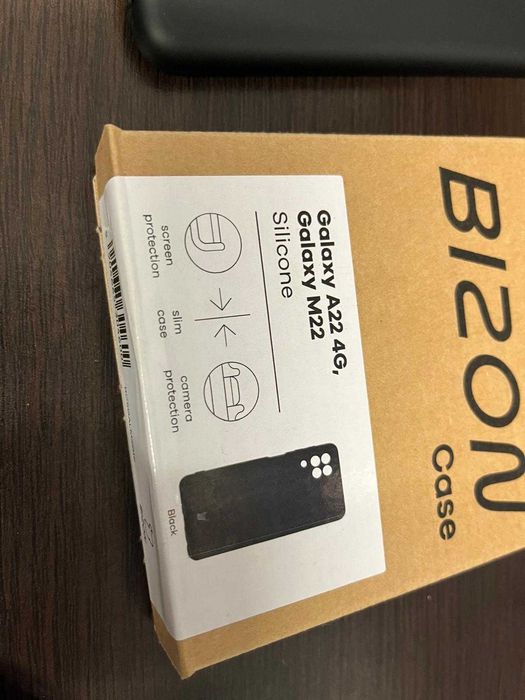 BIZON
Case
Galaxy A22 4G,
Galaxy M22
Silicone
screen
protection
slim
case
camera
protection
Black